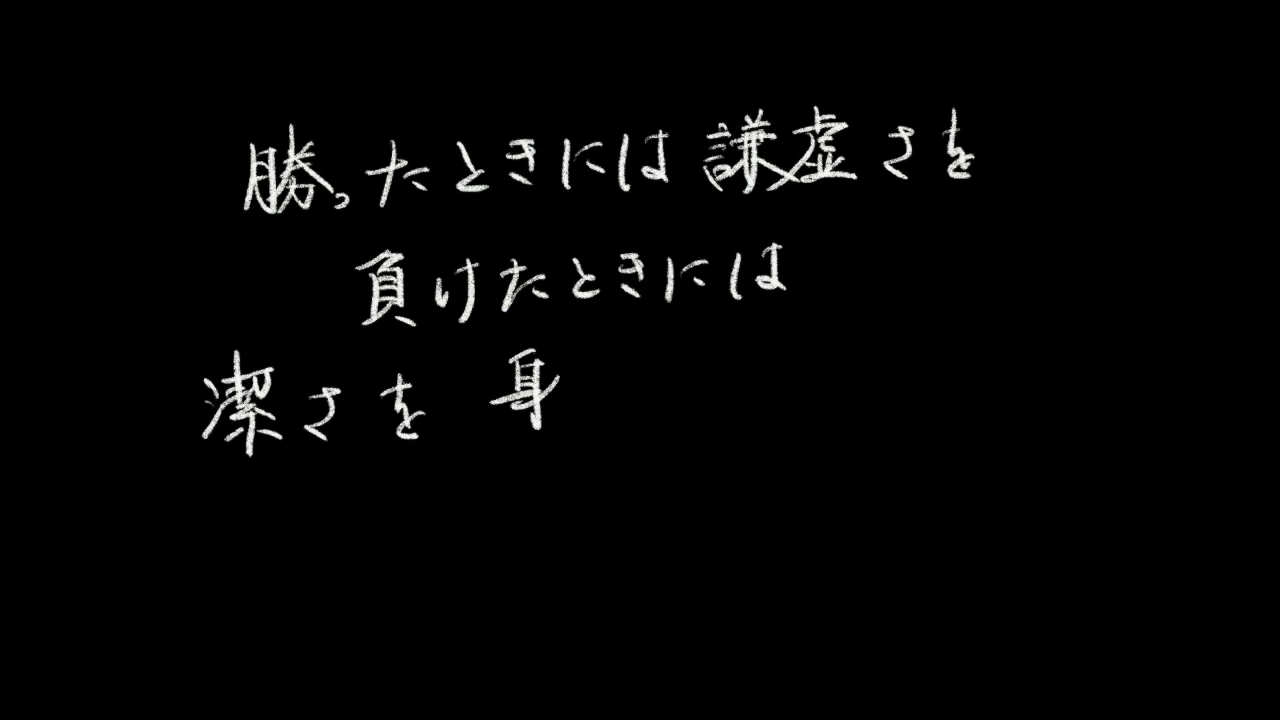 勝ったときには謙虚さを
負けたときには
潔さを 身